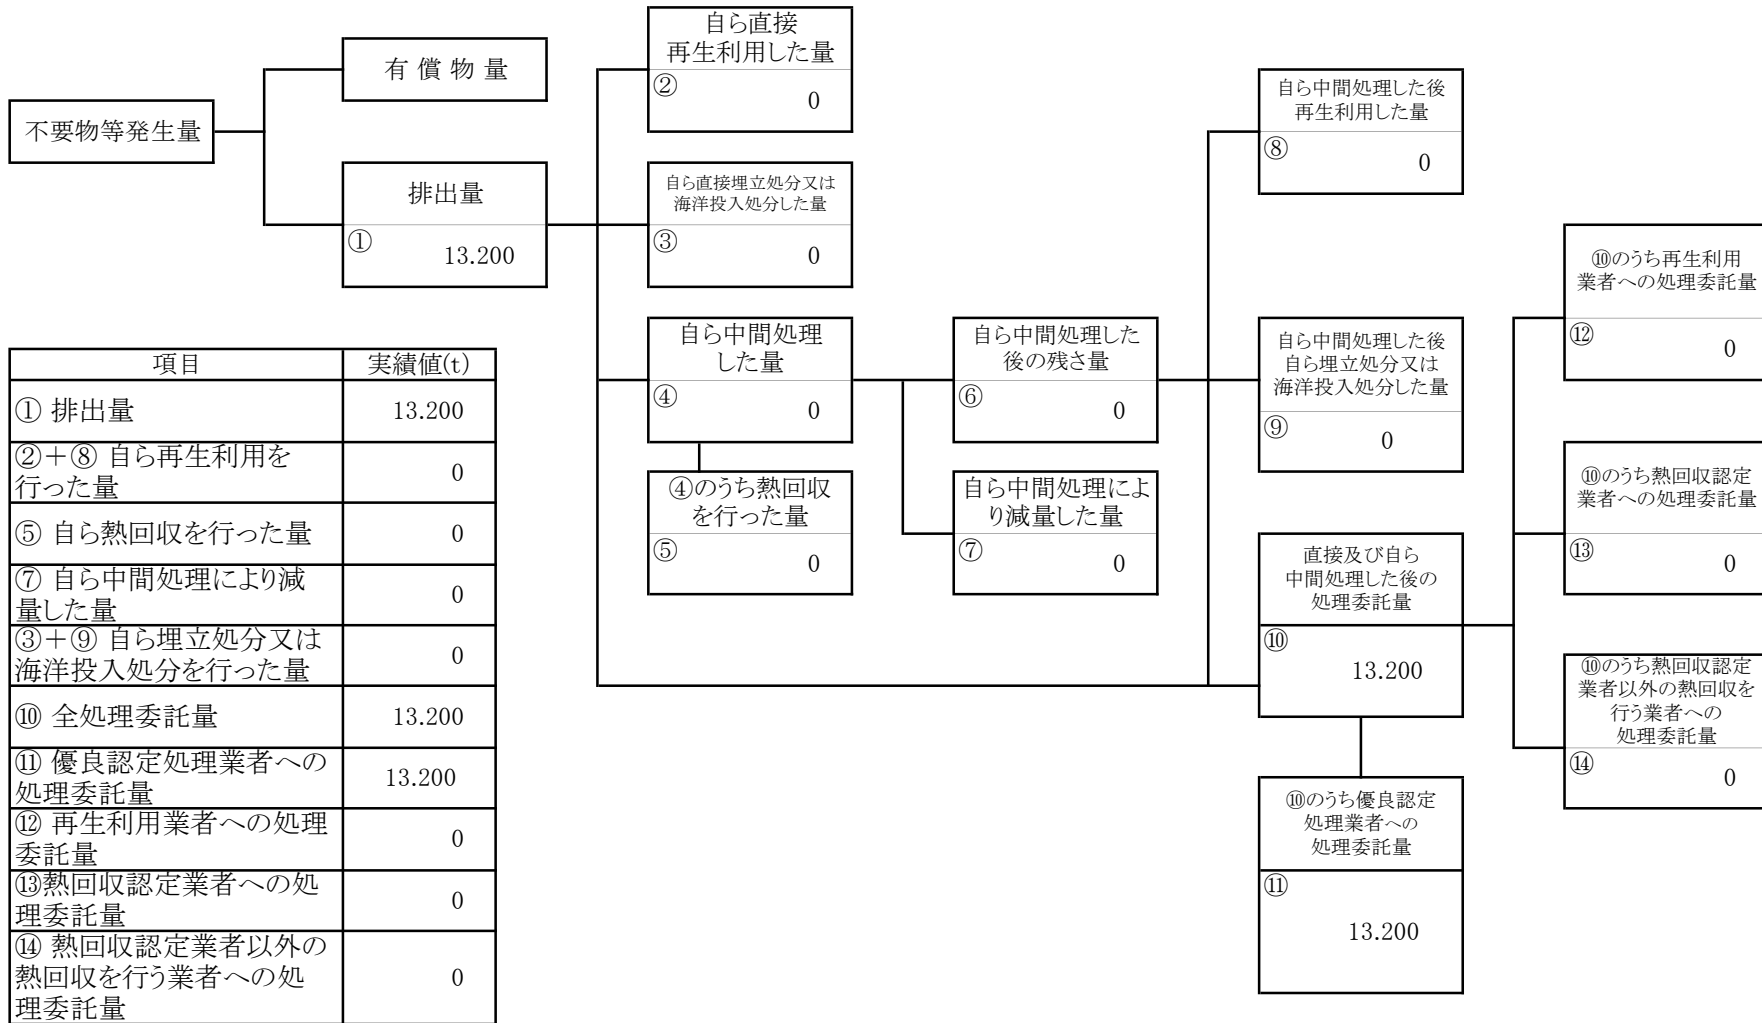 不要物等発生量
有 償 物 量
排出量
①
13.200
自ら直接
再生利用した量
②
0
自ら直接埋立処分又は
海洋投入処分した量
③
0
自ら中間処理
した量
④
0
④のうち熱回収
を行った量
⑤
0
自ら中間処理した
後の残さ量
⑥
0
自ら中間処理によ
り減量した量
⑦
0
自ら中間処理した後
再生利用した量
⑧
0
自ら中間処理した後
自ら埋立処分又は
海洋投入処分した量
⑨
0
直接及び自ら
中間処理した後の
処理委託量
⑩
13.200
⑩のうち優良認定
処理業者への
処理委託量
⑪
13.200
⑩のうち再生利用
業者への処理委託量
⑫
0
⑩のうち熱回収認定
業者への処理委託量
⑬
0
⑩のうち熱回収認定
業者以外の熱回収を
行う業者への
処理委託量
⑭
0
項目 実績値(t)
① 排出量 13.200
②＋⑧ 自ら再生利用を
行った量 0
⑤ 自ら熱回収を行った量 0
⑦ 自ら中間処理により減
量した量 0
③＋⑨ 自ら埋立処分又は
海洋投入処分を行った量 0
⑩ 全処理委託量 13.200
⑪ 優良認定処理業者への
処理委託量 13.200
⑫ 再生利用業者への処理
委託量 0
⑬熱回収認定業者への処
理委託量 0
⑭ 熱回収認定業者以外の
熱回収を行う業者への処
理委託量 0